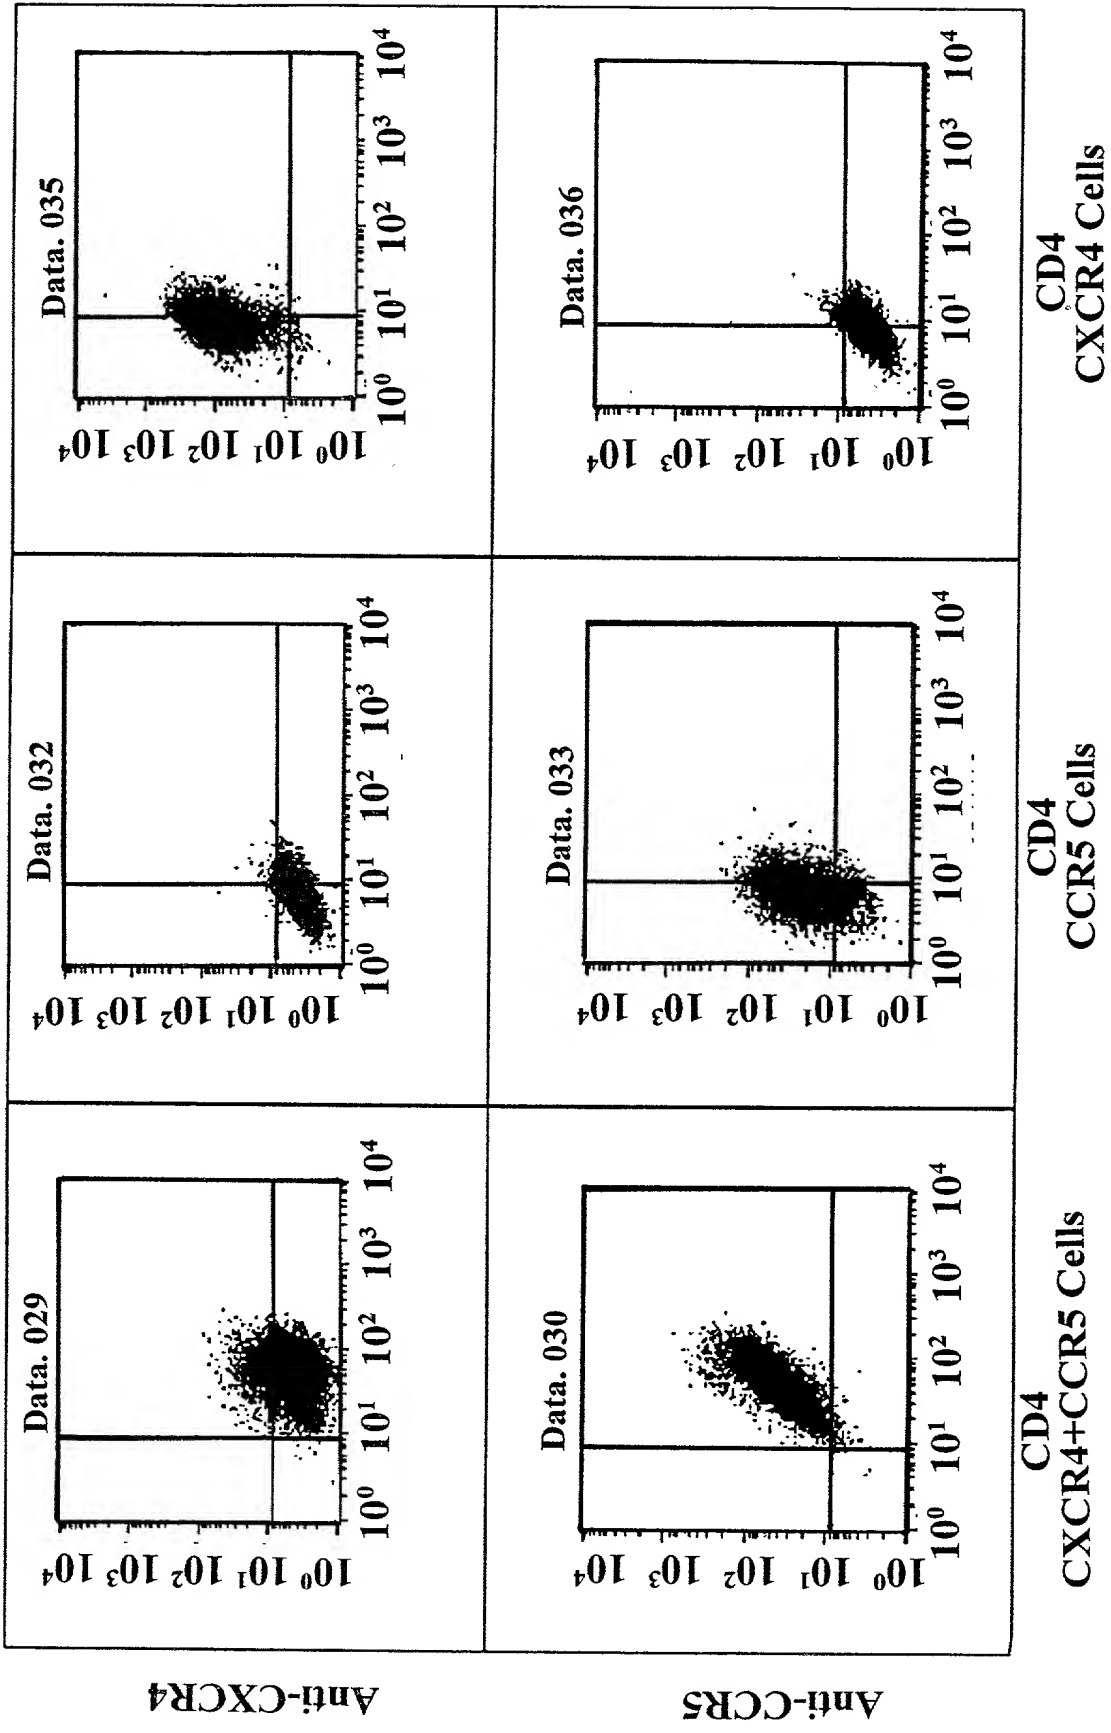 Anti-CXCR4
Data. 029
10⁰ 10¹ 10² 10³ 10⁴
10⁰ 10¹ 10² 10³ 10⁴
Data. 032
10⁰ 10¹ 10² 10³ 10⁴
10⁰ 10¹ 10² 10³ 10⁴
Data. 035
10⁰ 10¹ 10² 10³ 10⁴
10⁰ 10¹ 10² 10³ 10⁴
Anti-CCR5
Data. 030
10⁰ 10¹ 10² 10³ 10⁴
10⁰ 10¹ 10² 10³ 10⁴
Data. 033
10⁰ 10¹ 10² 10³ 10⁴
10⁰ 10¹ 10² 10³ 10⁴
Data. 036
10⁰ 10¹ 10² 10³ 10⁴
10⁰ 10¹ 10² 10³ 10⁴
CD4
CXCR4+CCR5 Cells
CD4
CCR5 Cells
CD4
CXCR4 Cells